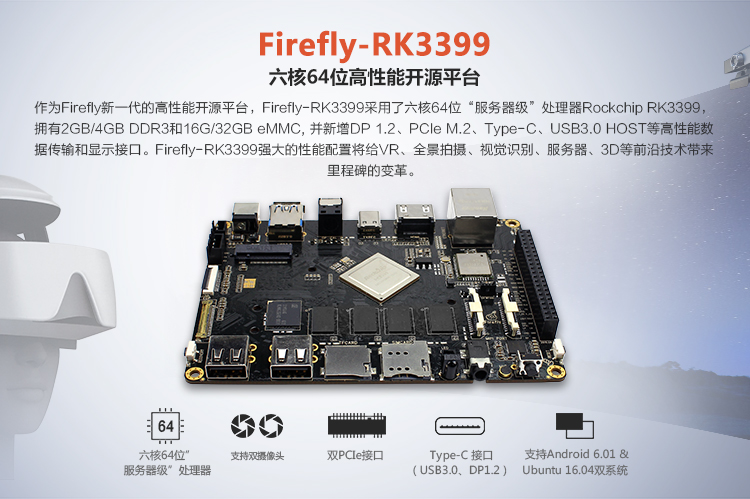 Firefly-RK3399
六核64位高性能开源平台
作为Firefly新一代的高性能开源平台，Firefly-RK3399采用了六核64位“服务器级”处理器Rockchip RK3399，
拥有2GB/4GB DDR3和16G/32GB eMMC, 并新增DP 1.2、PCIe M.2、Type-C、USB3.0 HOST等高性能数
据传输和显示接口。Firefly-RK3399强大的性能配置将给VR、全景拍摄、视觉识别、服务器、3D等前沿技术带来
里程碑的变革。
TFCARD
64
六核64位“
服务器级”处理器
支持双摄像头
双PCIe接口
Type-C 接口
（USB3.0、DP1.2）
支持Android 6.01 &
Ubuntu 16.04双系统